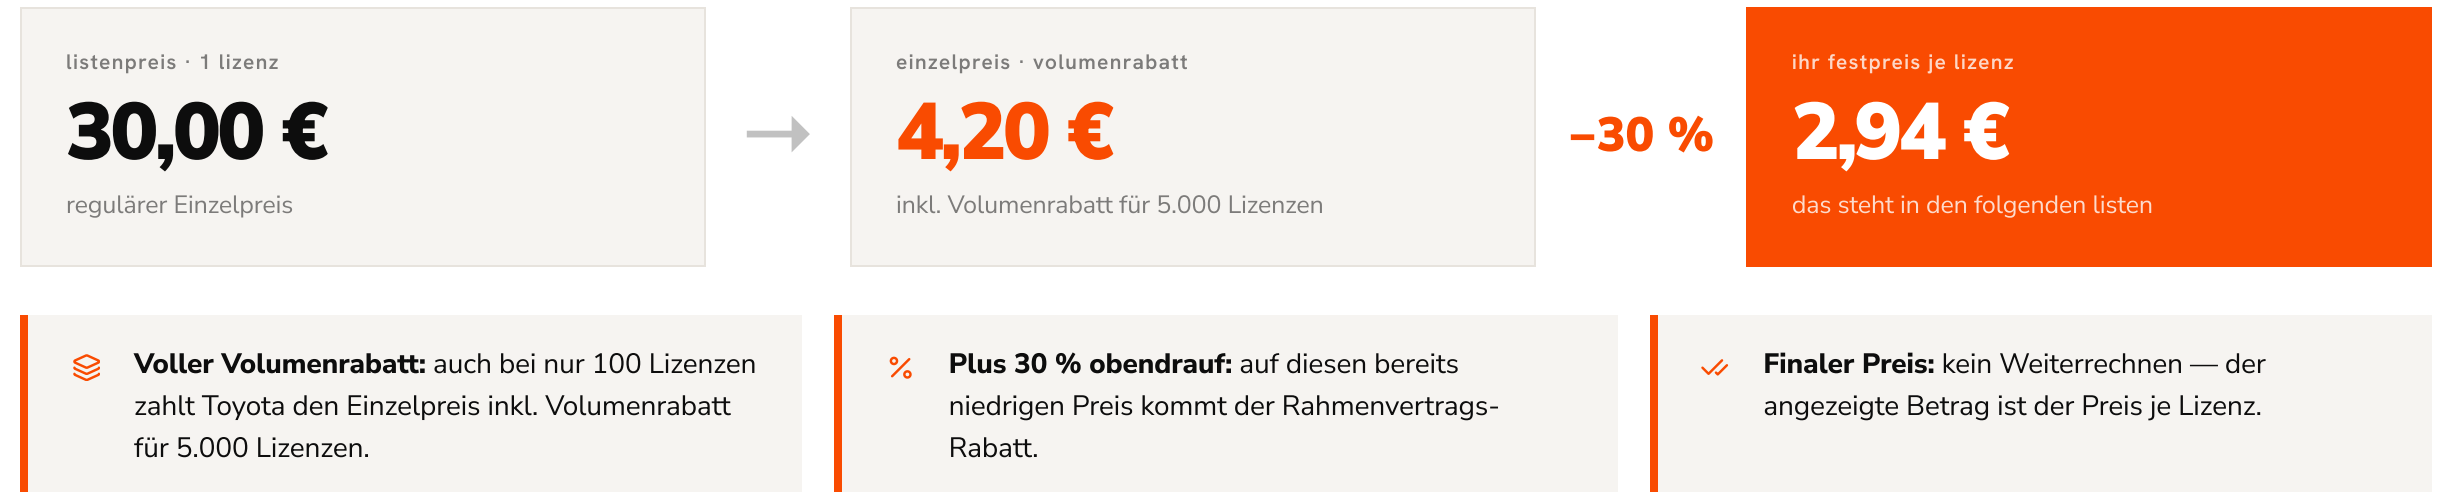 listenpreis · 1 lizenz
30,00 €
regulärer Einzelpreis
einzelpreis · volumenrabatt
4,20 €
inkl. Volumenrabatt für 5.000 Lizenzen
–30 %
ihr festpreis je lizenz
2,94 €
das steht in den folgenden listen
Voller Volumenrabatt: auch bei nur 100 Lizenzen
zahlt Toyota den Einzelpreis inkl. Volumenrabatt
für 5.000 Lizenzen.
Plus 30 % obendrauf: auf diesen bereits
niedrigen Preis kommt der Rahmenvertrags-
Rabatt.
Finaler Preis: kein Weiterrechnen — der
angezeigte Betrag ist der Preis je Lizenz.